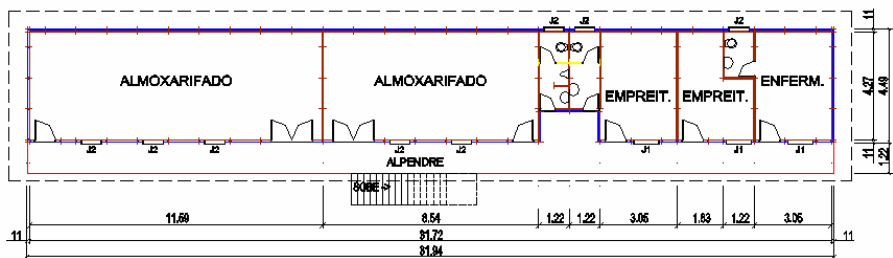 J2 J2 J2
ALMOXARIFADO ALMOXARIFADO EMPREIT. EMPREIT. ENFERM.
J2 J2 J2 J2 J2 J1 J1 J1
ALPENDRE
SOBE ->
11.69 8.54 1.22 1.22 3.05 1.83 1.22 3.05
11 31.72 11
31.94
11
4.27 4.49
11 1.22